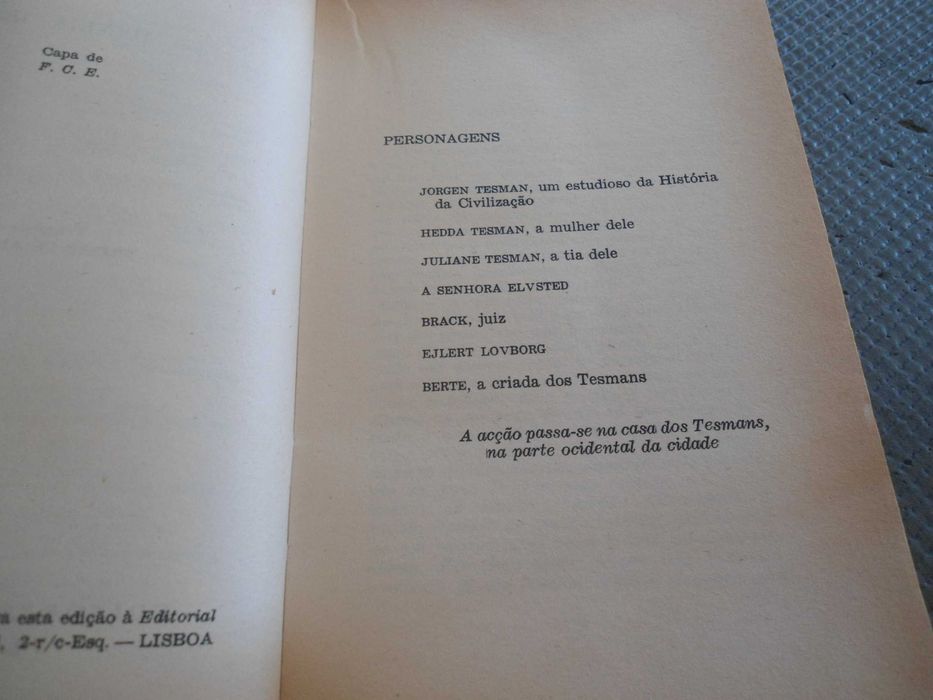 Capa de
F. C. E.
a esta edição à Editorial
2-r/c-Esq. — LISBOA
PERSONAGENS
JORGEN TESMAN, um estudioso da História
da Civilização
HEDDA TESMAN, a mulher dele
JULIANE TESMAN, a tia dele
A SENHORA ELVSTED
BRACK, juiz
EJLERT LOVBORG
BERTE, a criada dos Tesmans
A acção passa-se na casa dos Tesmans,
na parte ocidental da cidade